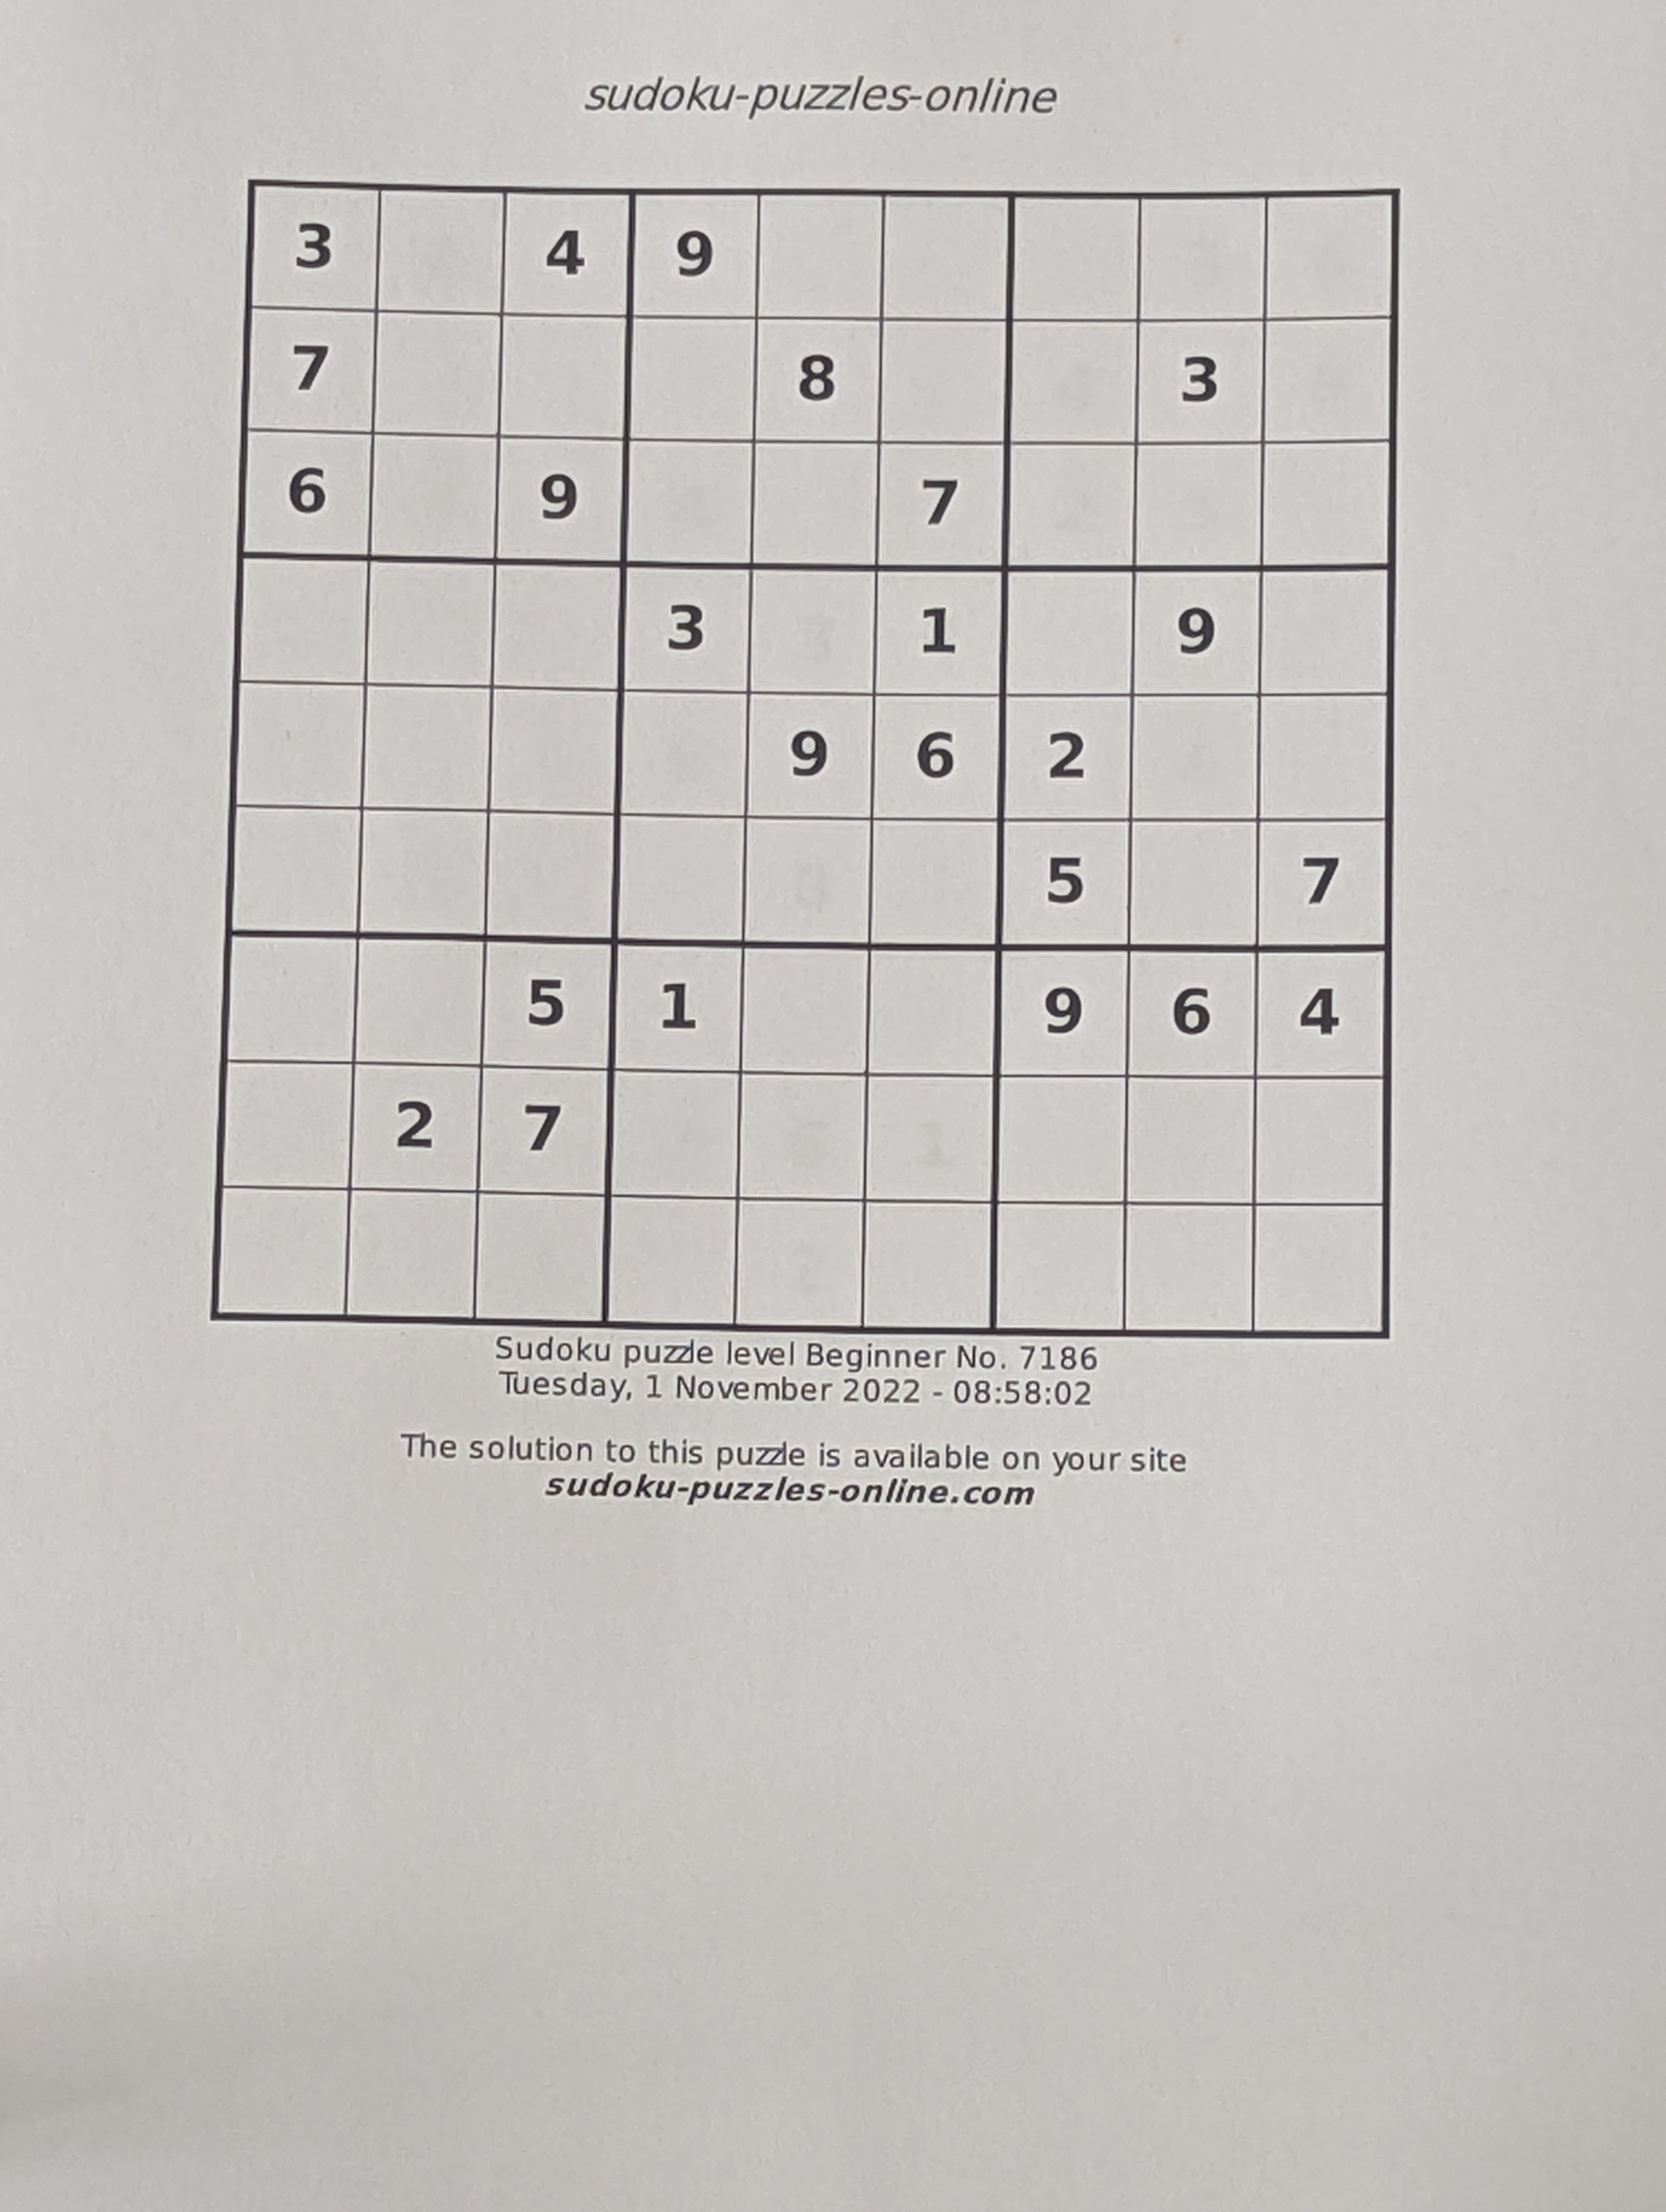 sudoku-puzzles-online
3 4 9
7 8 3
6 9 7
3 1 9
9 6 2
5 7
5 1 9 6 4
2 7
Sudoku puzzle level Beginner No. 7186
Tuesday, 1 November 2022 - 08:58:02
The solution to this puzzle is available on your site
sudoku-puzzles-online.com